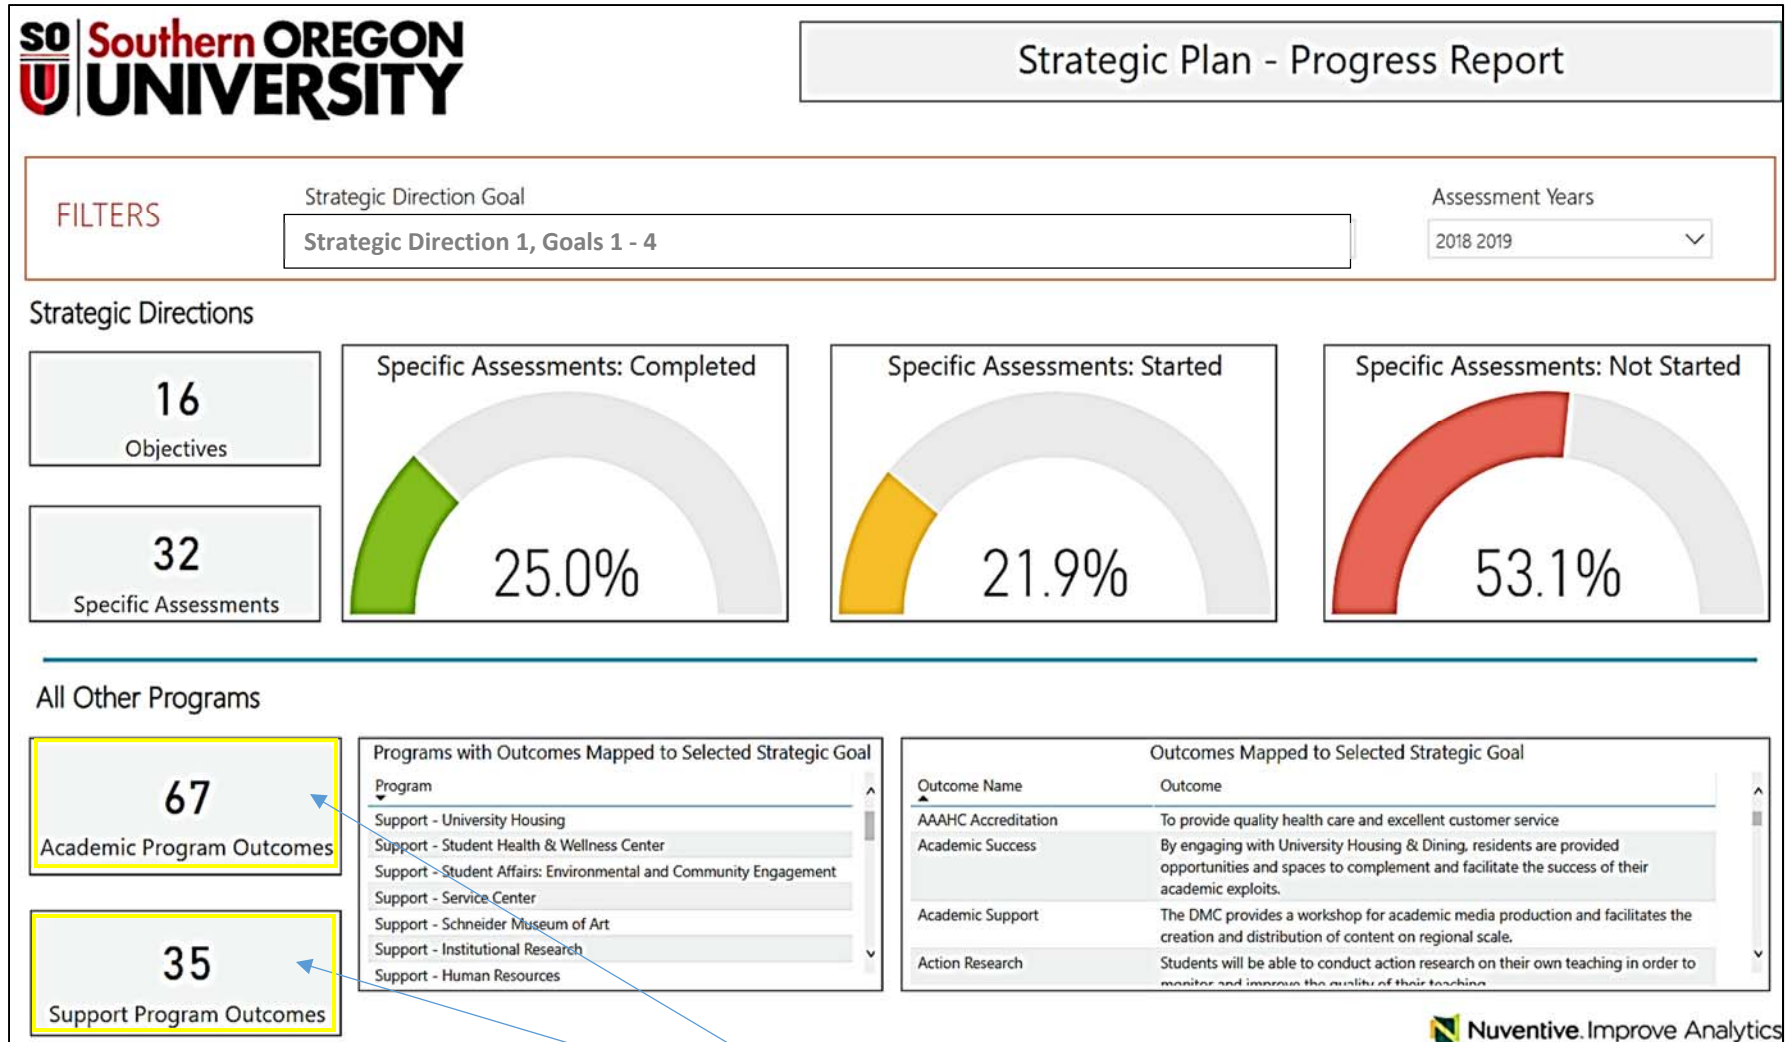 SO Southern OREGON
U UNIVERSITY
Strategic Plan - Progress Report
FILTERS
Strategic Direction Goal
Strategic Direction 1, Goals 1 - 4
Assessment Years
2018 2019
Strategic Directions
16
Objectives
32
Specific Assessments
Specific Assessments: Completed
25.0%
Specific Assessments: Started
21.9%
Specific Assessments: Not Started
53.1%
All Other Programs
67
Academic Program Outcomes
35
Support Program Outcomes
Programs with Outcomes Mapped to Selected Strategic Goal
Program
Support - University Housing
Support - Student Health & Wellness Center
Support - Student Affairs: Environmental and Community Engagement
Support - Service Center
Support - Schneider Museum of Art
Support - Institutional Research
Support - Human Resources
Outcomes Mapped to Selected Strategic Goal
Outcome Name Outcome
AAAHC Accreditation To provide quality health care and excellent customer service
Academic Success By engaging with University Housing & Dining, residents are provided
opportunities and spaces to complement and facilitate the success of their
academic exploits.
Academic Support The DMC provides a workshop for academic media production and facilitates the
creation and distribution of content on regional scale.
Action Research Students will be able to conduct action research on their own teaching in order to
monitor and improve the quality of their teaching
Nuventive. Improve Analytics